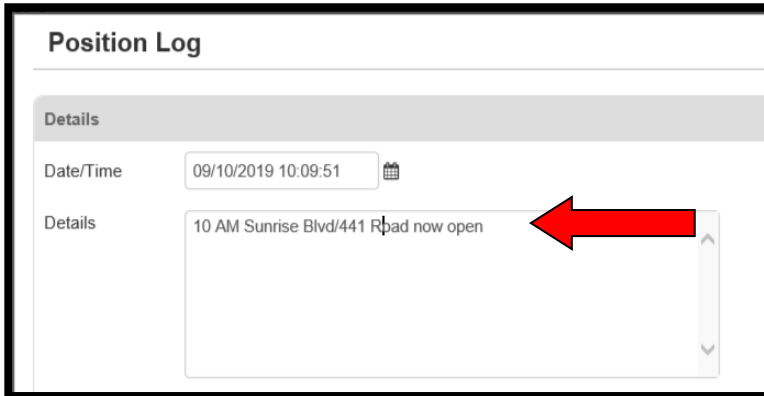 Position Log
Details
Date/Time 09/10/2019 10:09:51
Details 10 AM Sunrise Blvd/441 Road now open